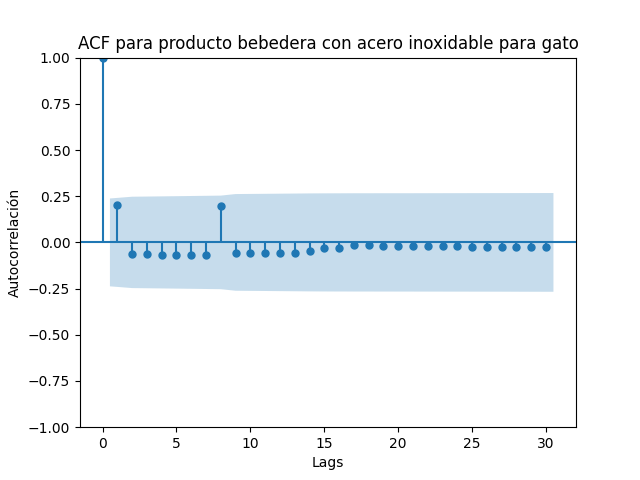 ACF para producto bebedera con acero inoxidable para gato
1.00
0.75
0.50
0.25
0.00
−0.25
−0.50
−0.75
−1.00
Autocorrelación
0 5 10 15 20 25 30
Lags